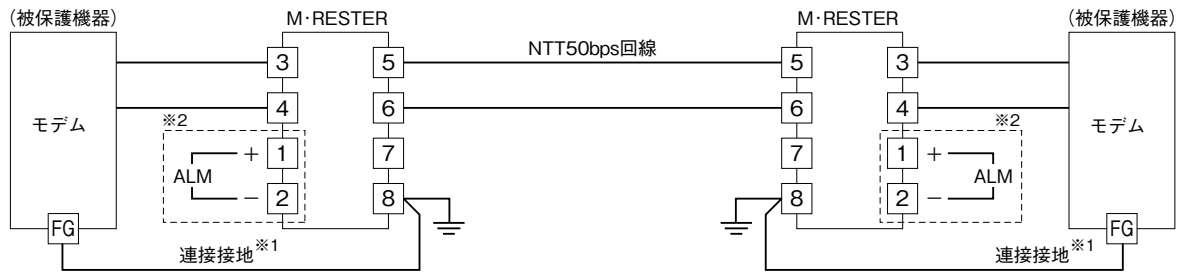 (被保護機器) M・RESTER M・RESTER (被保護機器)
3 5 NTT50bps回線 5 3
4 6 6 4
モデム モデム
※2 ※2
+ 1 7 7 1 +
ALM ALM
− 2 8 8 2 −
FG FG
連接接地※1 連接接地※1